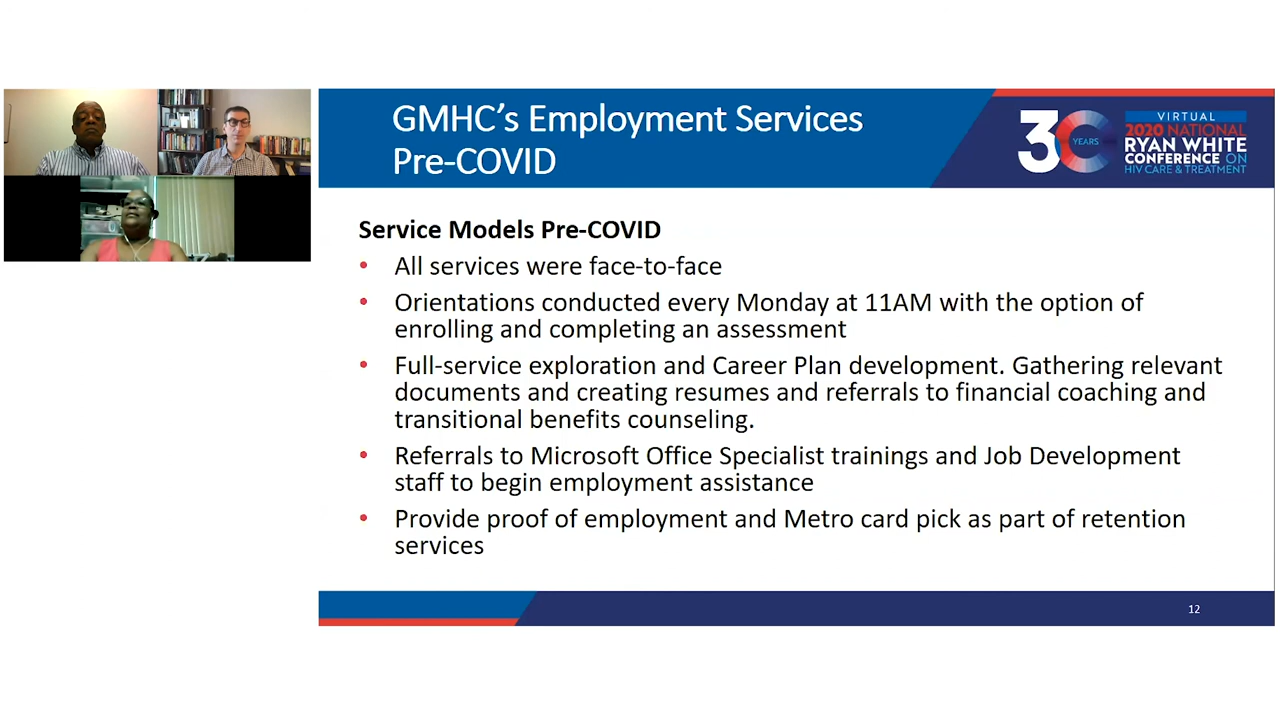 GMHC’s Employment Services
Pre-COVID
30 YEARS
VIRTUAL
2020 NATIONAL
RYAN WHITE
CONFERENCE ON
HIV CARE & TREATMENT
Service Models Pre-COVID
• All services were face-to-face
• Orientations conducted every Monday at 11AM with the option of
enrolling and completing an assessment
• Full-service exploration and Career Plan development. Gathering relevant
documents and creating resumes and referrals to financial coaching and
transitional benefits counseling.
• Referrals to Microsoft Office Specialist trainings and Job Development
staff to begin employment assistance
• Provide proof of employment and Metro card pick as part of retention
services
12